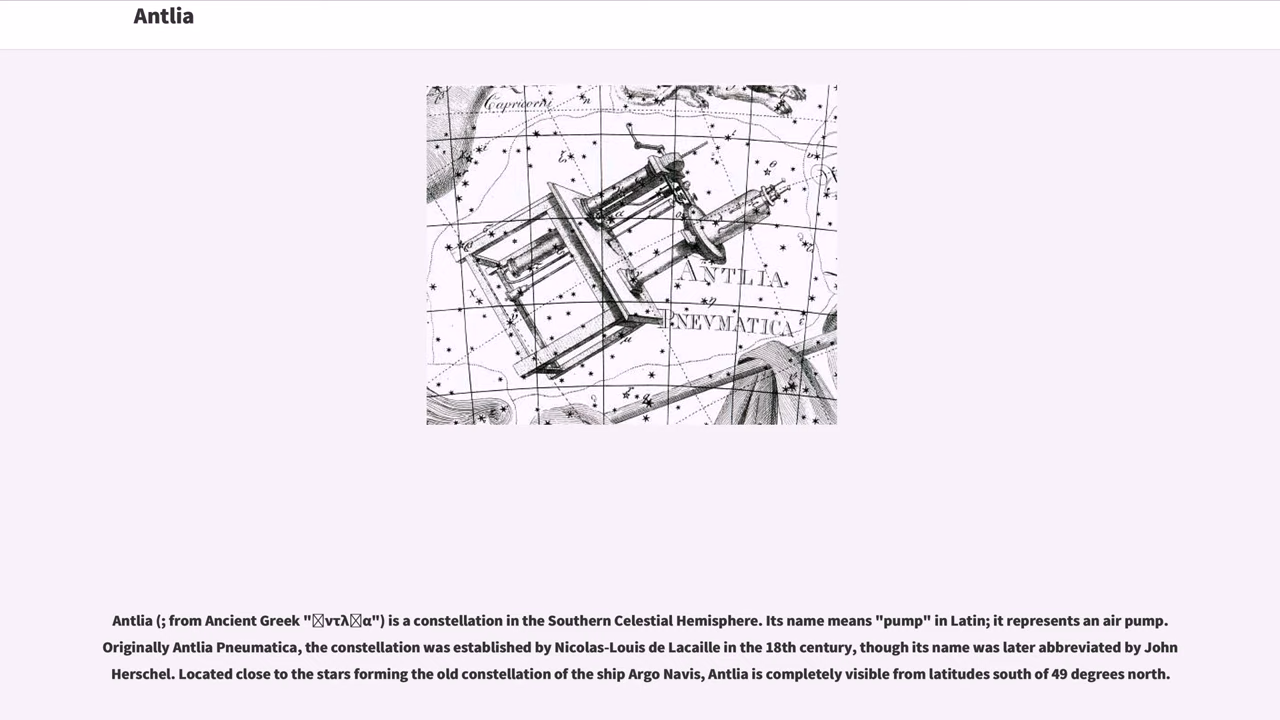 Antlia
Capricorni
ANTLIA
PNEVMATICA
Antlia (; from Ancient Greek "□ντλ□α") is a constellation in the Southern Celestial Hemisphere. Its name means "pump" in Latin; it represents an air pump.
Originally Antlia Pneumatica, the constellation was established by Nicolas-Louis de Lacaille in the 18th century, though its name was later abbreviated by John
Herschel. Located close to the stars forming the old constellation of the ship Argo Navis, Antlia is completely visible from latitudes south of 49 degrees north.